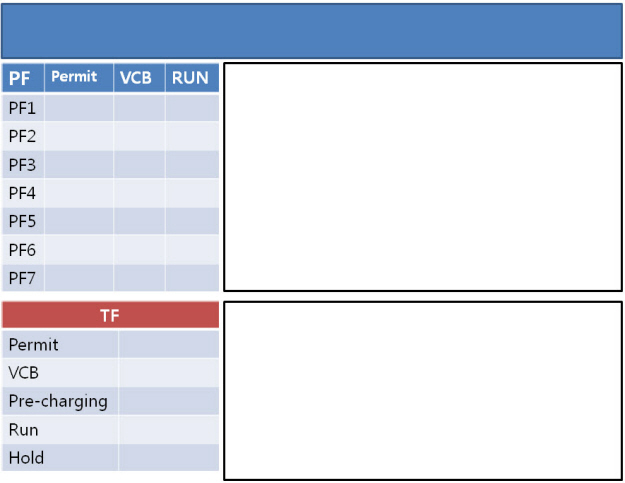 PF Permit VCB RUN
PF1
PF2
PF3
PF4
PF5
PF6
PF7
TF
Permit
VCB
Pre-charging
Run
Hold